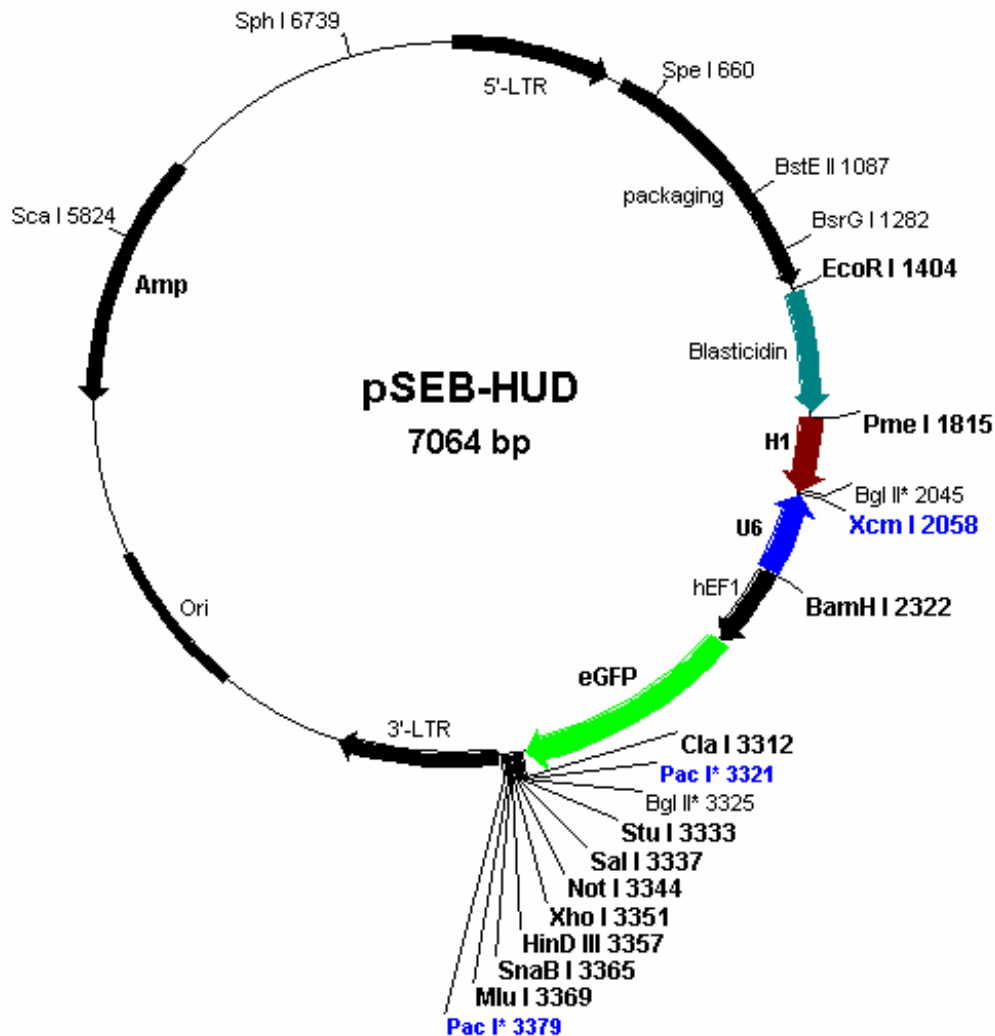 Sph I 6739
5'-LTR
Spe I 660
BstE II 1087
packaging
BsrG I 1282
EcoR I 1404
Blasticidin
Pme I 1815
H1
Bgl II* 2045
Xcm I 2058
U6
hEF1
BamH I 2322
eGFP
Cla I 3312
Pac I* 3321
Bgl II* 3325
Stu I 3333
Sal I 3337
Not I 3344
Xho I 3351
HinD III 3357
SnaB I 3365
Mlu I 3369
Pac I* 3379
3'-LTR
Ori
Amp
Sca I 5824
pSEB-HUD
7064 bp